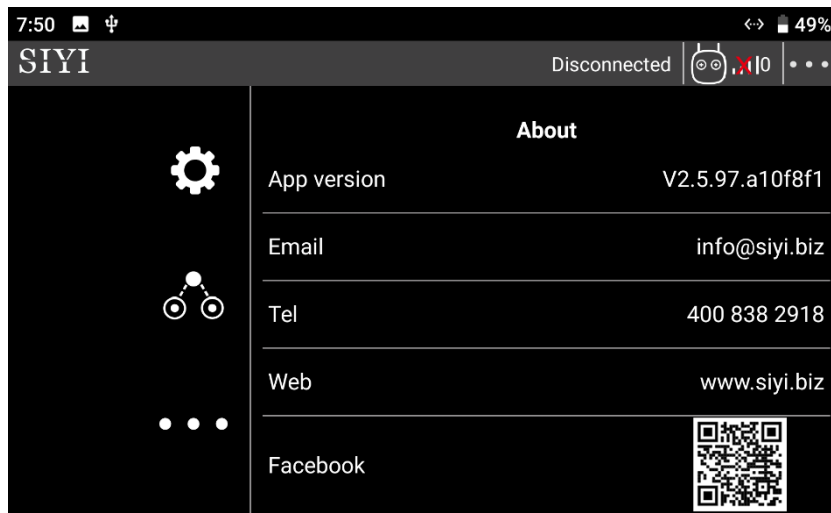 7:50 49%
SIYI Disconnected 0
About
App version V2.5.97.a10f8f1
Email info@siyi.biz
Tel 400 838 2918
Web www.siyi.biz
Facebook